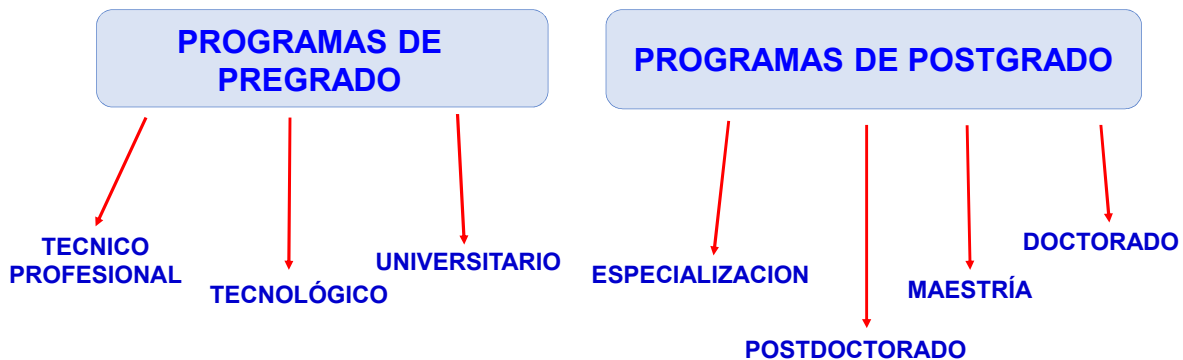 PROGRAMAS DE
PREGRADO
PROGRAMAS DE POSTGRADO
TECNICO
PROFESIONAL
TECNOLÓGICO
UNIVERSITARIO
ESPECIALIZACION
POSTDOCTORADO
MAESTRÍA
DOCTORADO